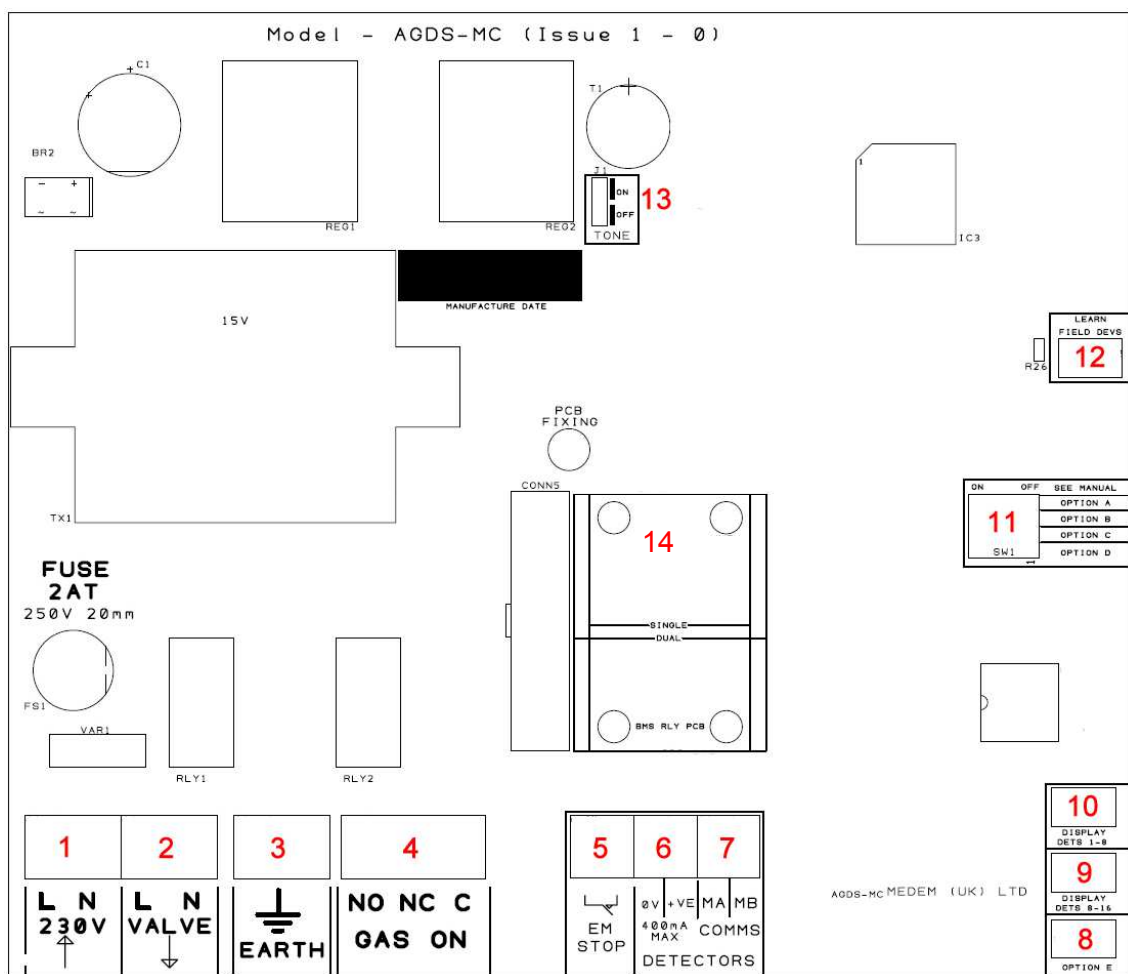 Model - AGDS-MC (Issue 1 - 0)
C1
T1
BR2
- +
~ ~
REG1
REG2
J1
ON
OFF
TONE
13
1
IC3
MANUFACTURE DATE
15V
TX1
LEARN
FIELD DEVS
12
R26
PCB
FIXING
CONN5
14
SINGLE
DUAL
BMS RLY PCB
ON OFF SEE MANUAL
OPTION A
OPTION B
OPTION C
OPTION D
11
SW1
1
FUSE
2AT
250V 20mm
FS1
VAR1
RLY1
RLY2
1
L N
230V
2
L N
VALVE
3
EARTH
4
NO NC C
GAS ON
5
EM
STOP
6
0V +VE
400mA
MAX
7
MA MB
COMMS
DETECTORS
AGDS-MC MEDEM (UK) LTD
10
DISPLAY
DETS 1-8
9
DISPLAY
DETS 8-16
8
OPTION E